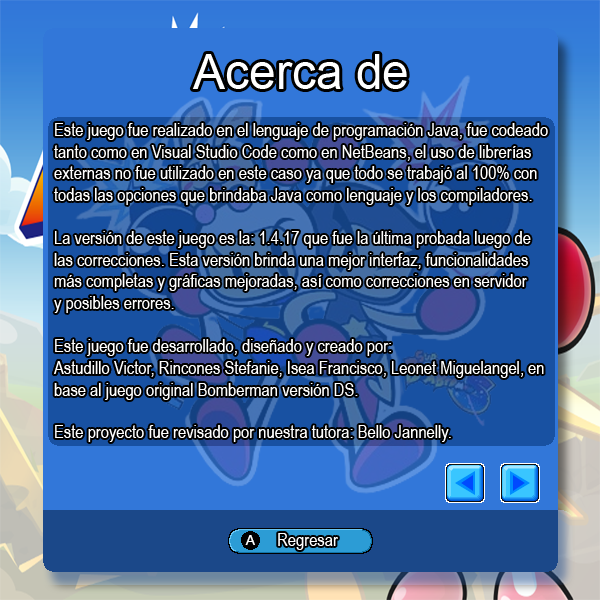 Acerca de
Este juego fue realizado en el lenguaje de programación Java, fue codeado
tanto como en Visual Studio Code como en NetBeans, el uso de librerías
externas no fue utilizado en este caso ya que todo se trabajó al 100% con
todas las opciones que brindaba Java como lenguaje y los compiladores.
La versión de este juego es la: 1.4.17 que fue la última probada luego de
las correcciones. Esta versión brinda una mejor interfaz, funcionalidades
más completas y gráficas mejoradas, así como correcciones en servidor
y posibles errores.
Este juego fue desarrollado, diseñado y creado por:
Astudillo Victor, Rincones Stefanie, Isea Francisco, Leonet Miguelangel, en
base al juego original Bomberman versión DS.
Este proyecto fue revisado por nuestra tutora: Bello Jannelly.
A Regresar